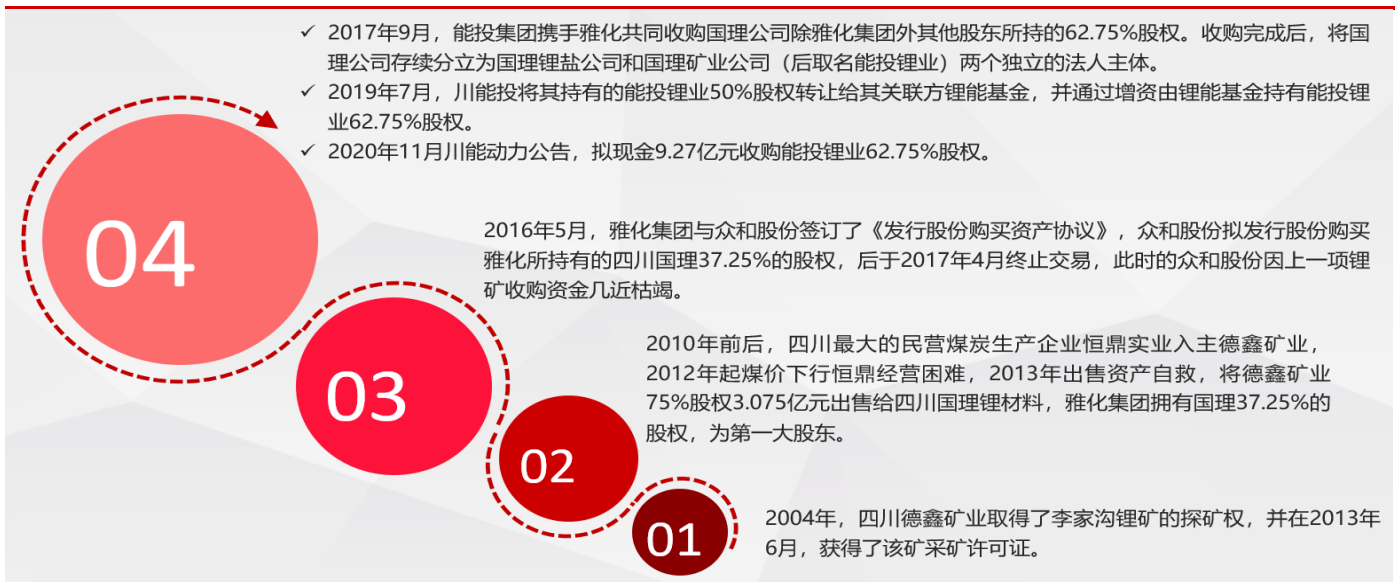 ✓ 2017年9月，能投集团携手雅化共同收购国理公司除雅化集团外其他股东所持的62.75%股权。收购完成后，将国
理公司存续分立为国理锂盐公司和国理矿业公司（后取名能投锂业）两个独立的法人主体。
✓ 2019年7月，川能投将其持有的能投锂业50%股权转让给其关联方锂能基金，并通过增资由锂能基金持有能投锂
业62.75%股权。
✓ 2020年11月川能动力公告，拟现金9.27亿元收购能投锂业62.75%股权。
04
2016年5月，雅化集团与众和股份签订了《发行股份购买资产协议》，众和股份拟发行股份购买
雅化所持有的四川国理37.25%的股权，后于2017年4月终止交易，此时的众和股份因上一项锂
矿收购资金几近枯竭。
03
2010年前后，四川最大的民营煤炭生产企业恒鼎实业入主德鑫矿业，
2012年起煤价下行恒鼎经营困难，2013年出售资产自救，将德鑫矿业
75%股权3.075亿元出售给四川国理锂材料，雅化集团拥有国理37.25%的
股权，为第一大股东。
02
2004年，四川德鑫矿业取得了李家沟锂矿的探矿权，并在2013年
6月，获得了该矿采矿许可证。
01